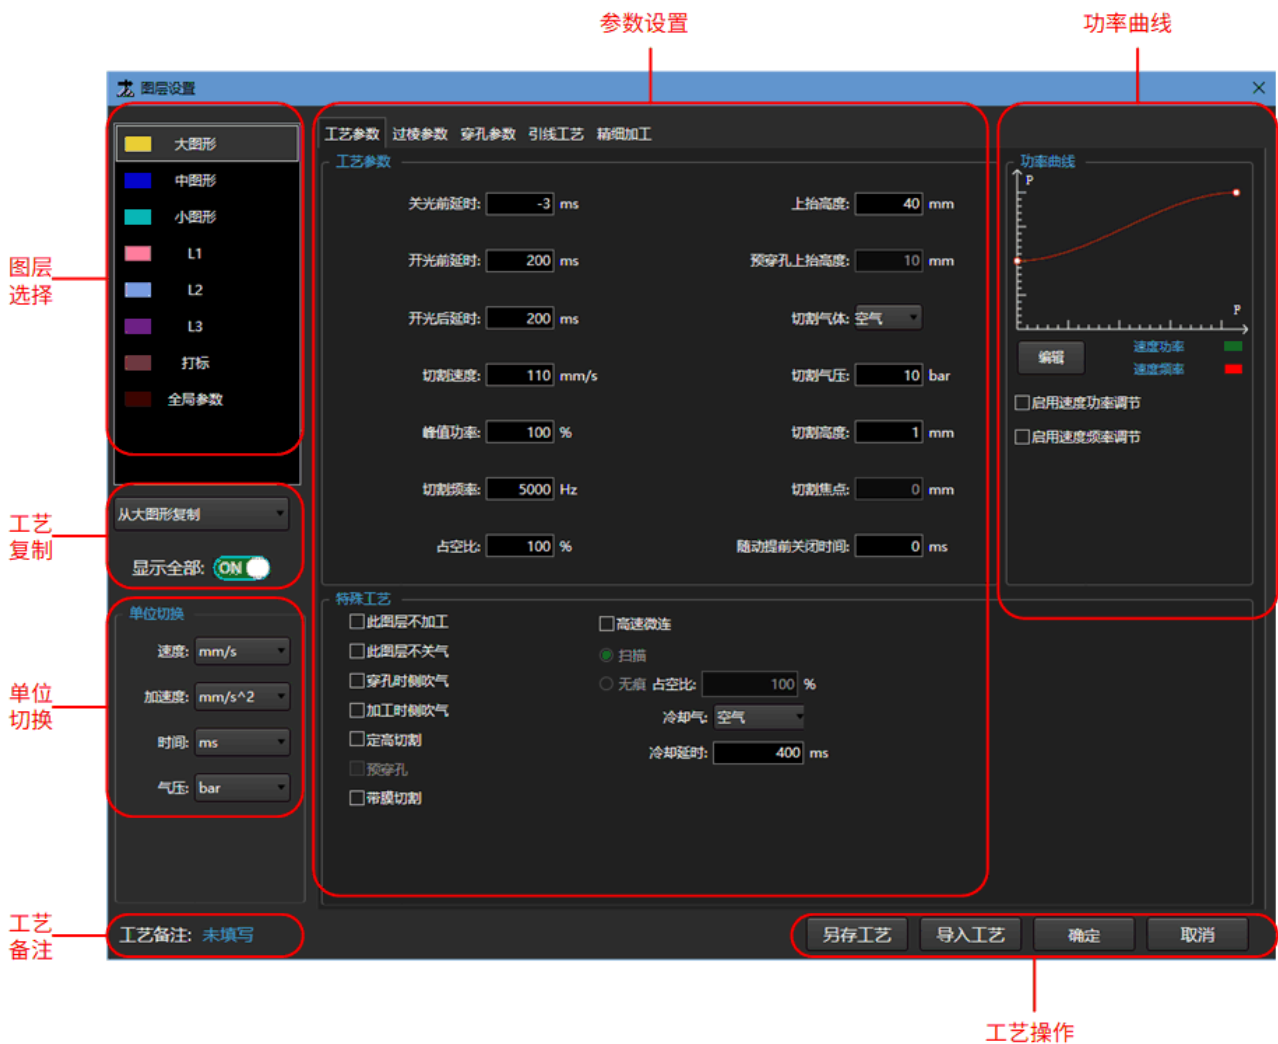 参数设置
功率曲线
图层设置
图层
选择
大图形
中图形
小图形
L1
L2
L3
打标
全局参数
工艺
复制
从大图形复制
显示全部: ON
单位
切换
单位切换
速度: mm/s
加速度: mm/s^2
时间: ms
气压: bar
工艺
备注
工艺备注: 未填写
工艺参数 过棱参数 穿孔参数 引线工艺 精细加工
工艺参数
关光前延时: -3 ms
开光前延时: 200 ms
开光后延时: 200 ms
切割速度: 110 mm/s
峰值功率: 100 %
切割频率: 5000 Hz
占空比: 100 %
上抬高度: 40 mm
预穿孔上抬高度: 10 mm
切割气体: 空气
切割气压: 10 bar
切割高度: 1 mm
切割焦点: 0 mm
随动提前关闭时间: 0 ms
特殊工艺
此图层不加工
此图层不关气
穿孔时侧吹气
加工时侧吹气
定高切割
预穿孔
带膜切割
高速微连
扫描
无痕 占空比: 100 %
冷却气: 空气
冷却延时: 400 ms
功率曲线
P
P
编辑
速度功率
速度频率
启用速度功率调节
启用速度频率调节
另存工艺
导入工艺
确定
取消
工艺操作